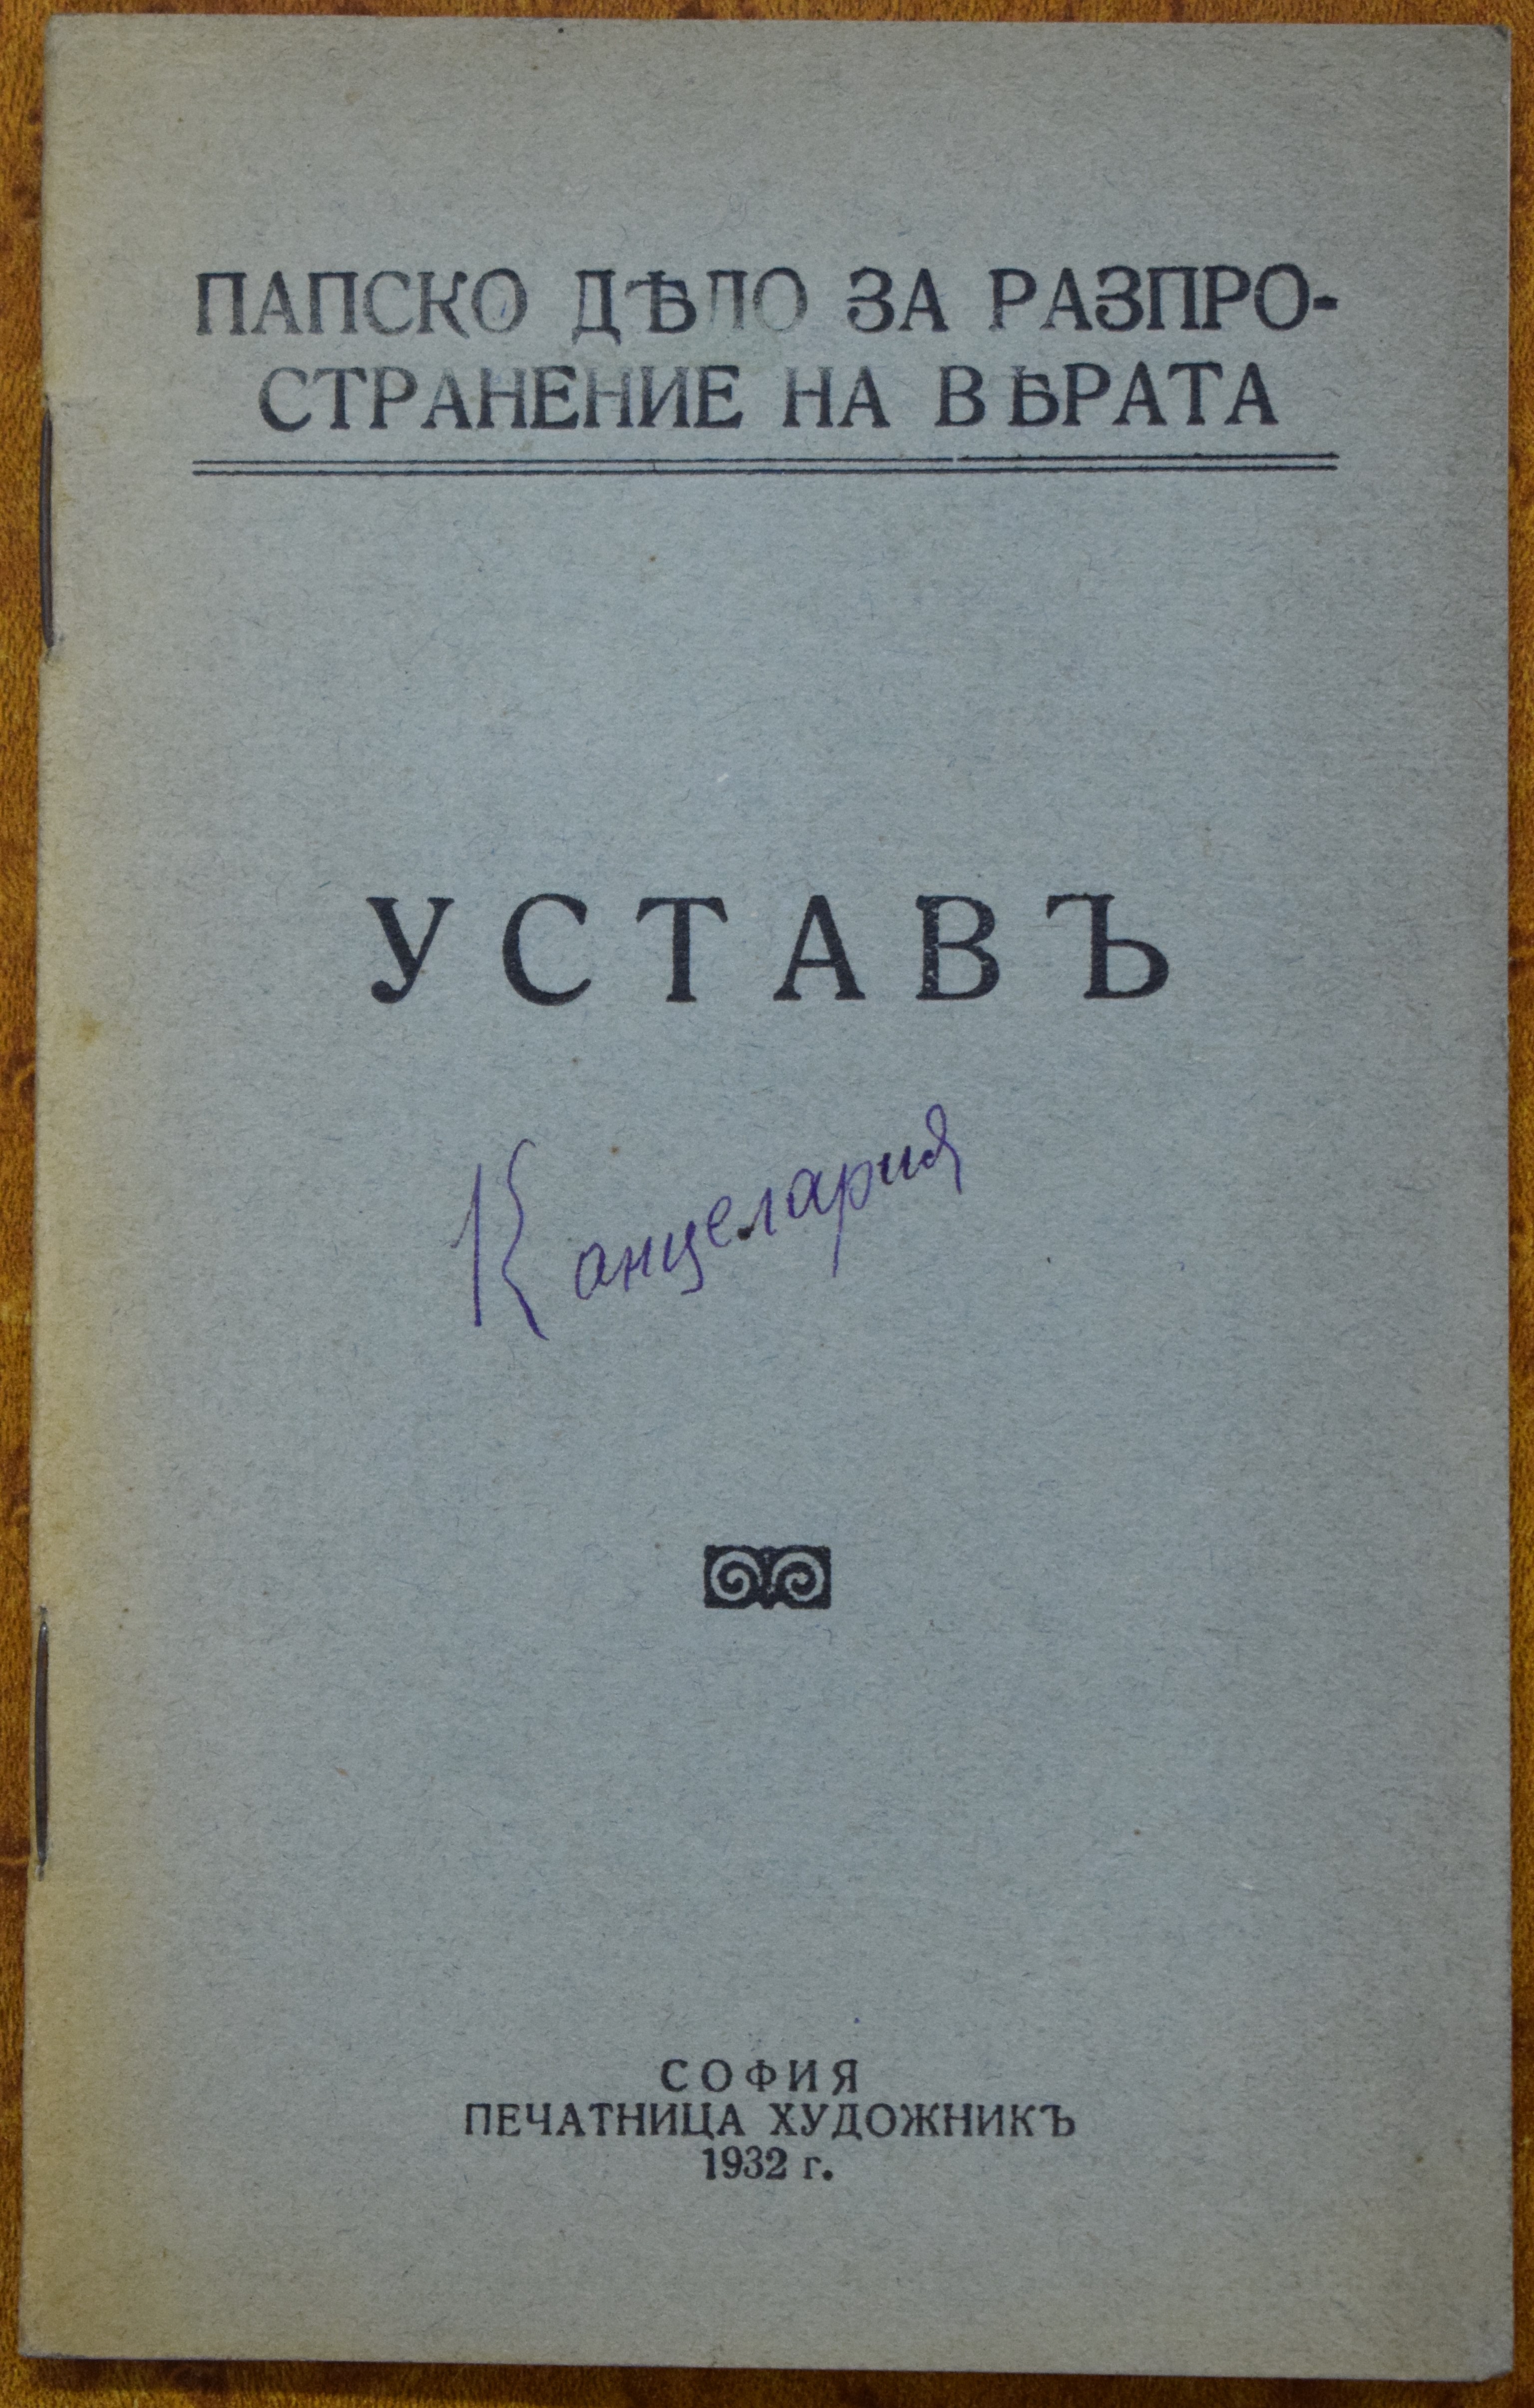 ПАПСКО ДѢЛО ЗА РАЗПРО-
СТРАНЕНИЕ НА ВѢРАТА
УСТАВЪ
Канцелария
СОФИЯ
ПЕЧАТНИЦА ХУДОЖНИКЪ
1932 г.